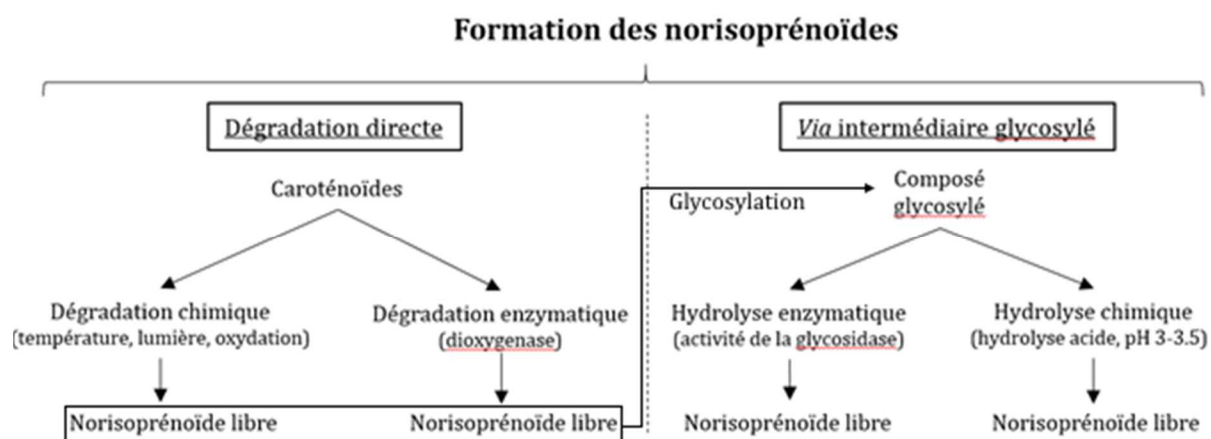 Formation des norisoprénoïdes
Dégradation directe
Via intermédiaire glycosylé
Caroténoïdes
Glycosylation
Composé
glycosylé
Dégradation chimique
(température, lumière, oxydation)
Dégradation enzymatique
(dioxygenase)
Hydrolyse enzymatique
(activité de la glycosidase)
Hydrolyse chimique
(hydrolyse acide, pH 3-3.5)
Norisoprénoïde libre
Norisoprénoïde libre
Norisoprénoïde libre
Norisoprénoïde libre